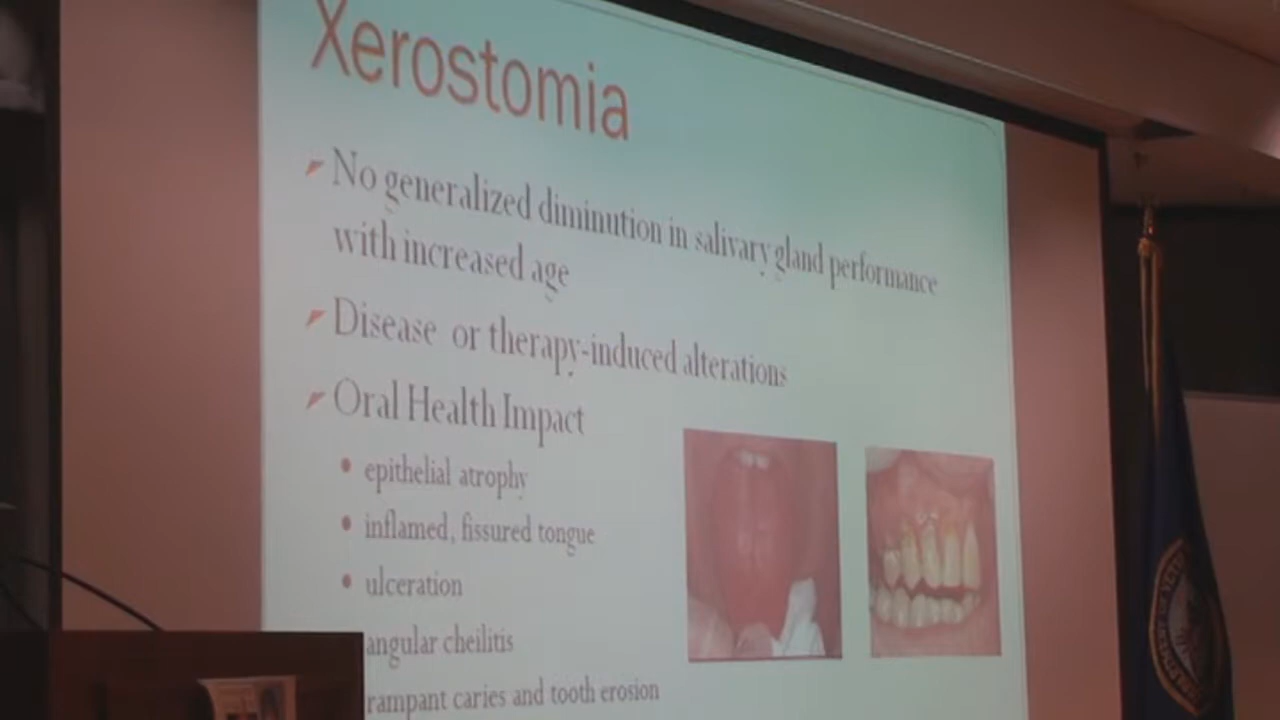 Xerostomia
No generalized diminution in salivary gland performance
with increased age
Disease or therapy-induced alterations
Oral Health Impact
epithelial atrophy
inflamed, fissured tongue
ulceration
angular cheilitis
rampant caries and tooth erosion